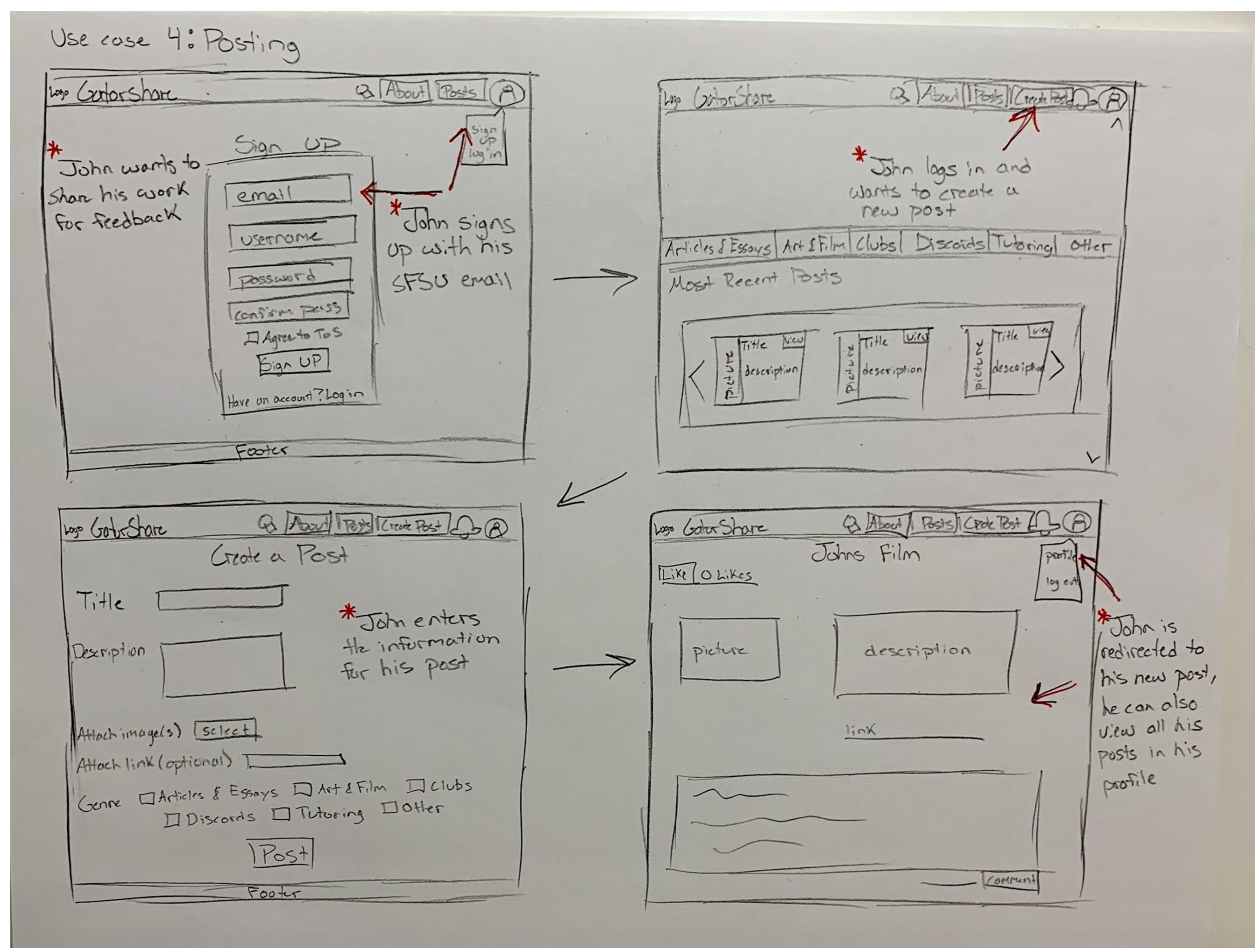 Use case 4: Posting
Logo GatorShare About Posts
Sign
up
log in
* John wants to
share his work
for feedback
Sign Up
email
username
password
confirm pass
Agree to ToS
Sign UP
Have an account? Log in
* John signs
up with his
SFSU email
Footer
Logo GatorShare About Posts Create Post
* John logs in and
wants to create a
new post
Articles & Essays Art & Film Clubs Discords Tutoring Other
Most Recent Posts
picture Title view description
picture Title view description
picture Title view description
Logo GatorShare About Posts Create Post
Create a Post
Title
Description
* John enters
the information
for his post
Attach image(s) select
Attach link (optional)
Genre Articles & Essays Art & Film Clubs
Discords Tutoring Other
Post
Footer
Logo GatorShare About Posts Create Post
Johns Film
profile
log out
Like 0 Likes
picture
description
link
comment
* John is
redirected to
his new post,
he can also
view all his
posts in his
profile